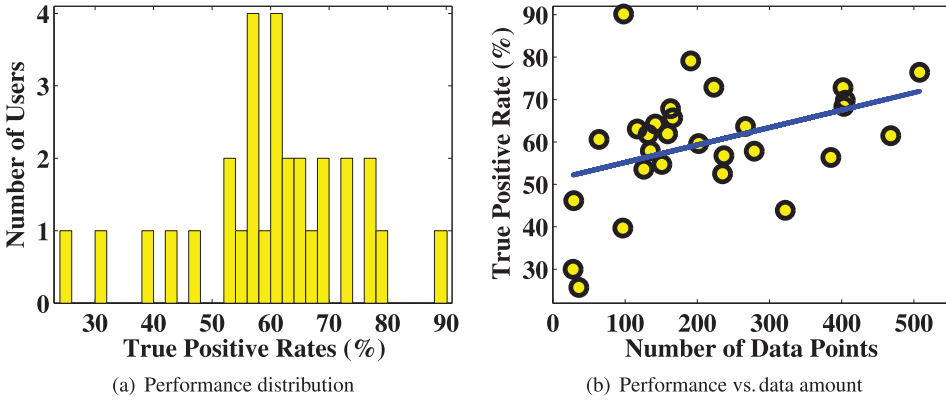 4
3
2
1
0
Number of Users
30 40 50 60 70 80 90
True Positive Rates (%)
(a) Performance distribution
90
80
70
60
50
40
30
True Positive Rate (%)
0 100 200 300 400 500
Number of Data Points
(b) Performance vs. data amount